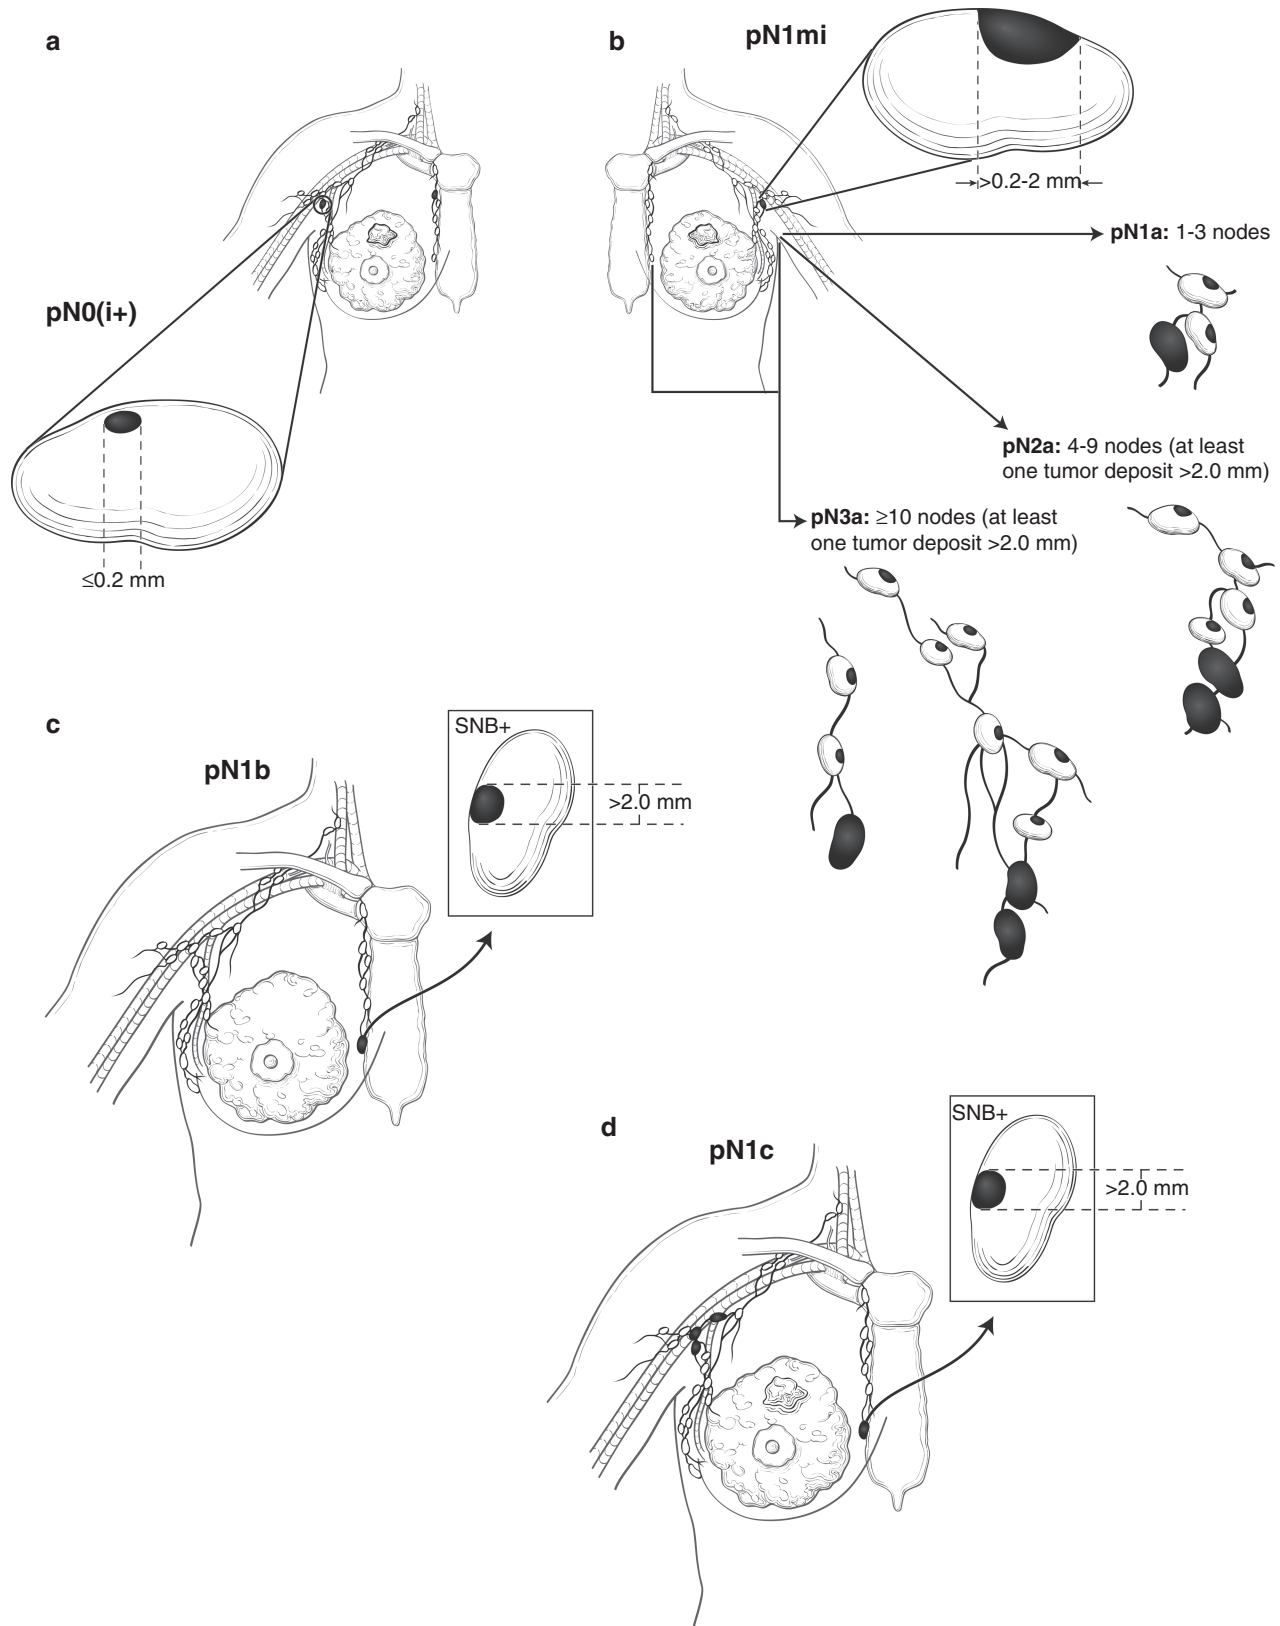 a
pN0(i+)
≤0.2 mm
b
pN1mi
>0.2-2 mm
pN1a: 1-3 nodes
pN2a: 4-9 nodes (at least
one tumor deposit >2.0 mm)
pN3a: ≥10 nodes (at least
one tumor deposit >2.0 mm)
c
pN1b
SNB+
>2.0 mm
d
pN1c
SNB+
>2.0 mm